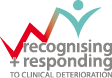 recognising
+responding
TO CLINICAL DETERIORATION